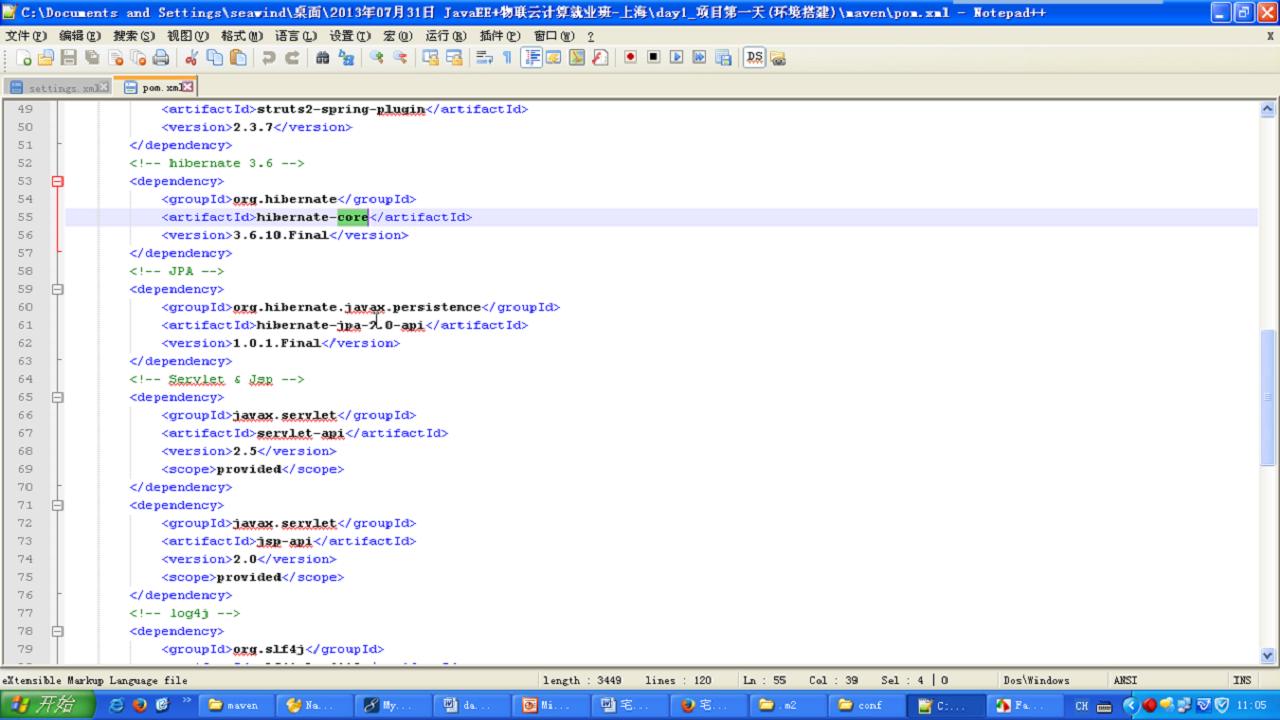 C:\Documents and Settings\seawind\桌面\2013年07月31日 JavaEE+物联云计算就业班-上海\day1_项目第一天(环境搭建)\maven\pom.xml - Notepad++
文件(F) 编辑(E) 搜索(S) 视图(V) 格式(M) 语言(L) 设置(T) 宏(O) 运行(R) 插件(P) 窗口(W) ? X
settings.xml pom.xml
49 <artifactId>struts2-spring-plugin</artifactId>
50 <version>2.3.7</version>
51 </dependency>
52 <!-- hibernate 3.6 -->
53 <dependency>
54 <groupId>org.hibernate</groupId>
55 <artifactId>hibernate-core</artifactId>
56 <version>3.6.10.Final</version>
57 </dependency>
58 <!-- JPA -->
59 <dependency>
60 <groupId>org.hibernate.javax.persistence</groupId>
61 <artifactId>hibernate-jpa-2.0-api</artifactId>
62 <version>1.0.1.Final</version>
63 </dependency>
64 <!-- Servlet & Jsp -->
65 <dependency>
66 <groupId>javax.servlet</groupId>
67 <artifactId>servlet-api</artifactId>
68 <version>2.5</version>
69 <scope>provided</scope>
70 </dependency>
71 <dependency>
72 <groupId>javax.servlet</groupId>
73 <artifactId>jsp-api</artifactId>
74 <version>2.0</version>
75 <scope>provided</scope>
76 </dependency>
77 <!-- log4j -->
78 <dependency>
79 <groupId>org.slf4j</groupId>
eXtensible Markup Language file length : 3449 lines : 120 Ln : 55 Col : 39 Sel : 4 | 0 Dos\Windows ANSI INS
开始 maven Na... My... da... Mi... 宅... 宅... .m2 conf C:... Fa... CH 11:05